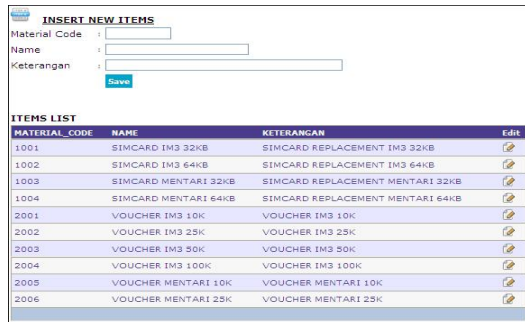 INSERT NEW ITEMS
Material Code :
Name :
Keterangan :
Save
ITEMS LIST
MATERIAL_CODE NAME KETERANGAN Edit
1001 SIMCARD IM3 32KB SIMCARD REPLACEMENT IM3 32KB
1002 SIMCARD IM3 64KB SIMCARD REPLACEMENT IM3 64KB
1003 SIMCARD MENTARI 32KB SIMCARD REPLACEMENT MENTARI 32KB
1004 SIMCARD MENTARI 64KB SIMCARD REPLACEMENT MENTARI 64KB
2001 VOUCHER IM3 10K VOUCHER IM3 10K
2002 VOUCHER IM3 25K VOUCHER IM3 25K
2003 VOUCHER IM3 50K VOUCHER IM3 50K
2004 VOUCHER IM3 100K VOUCHER IM3 100K
2005 VOUCHER MENTARI 10K VOUCHER MENTARI 10K
2006 VOUCHER MENTARI 25K VOUCHER MENTARI 25K